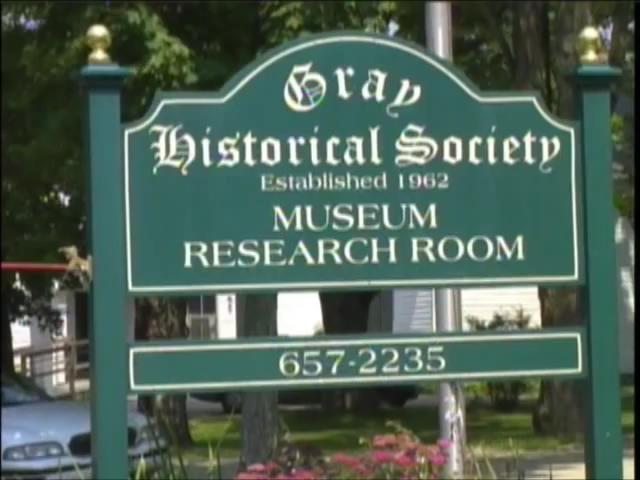 Gray
Historical Society
Established 1962
MUSEUM
RESEARCH ROOM
657-2235